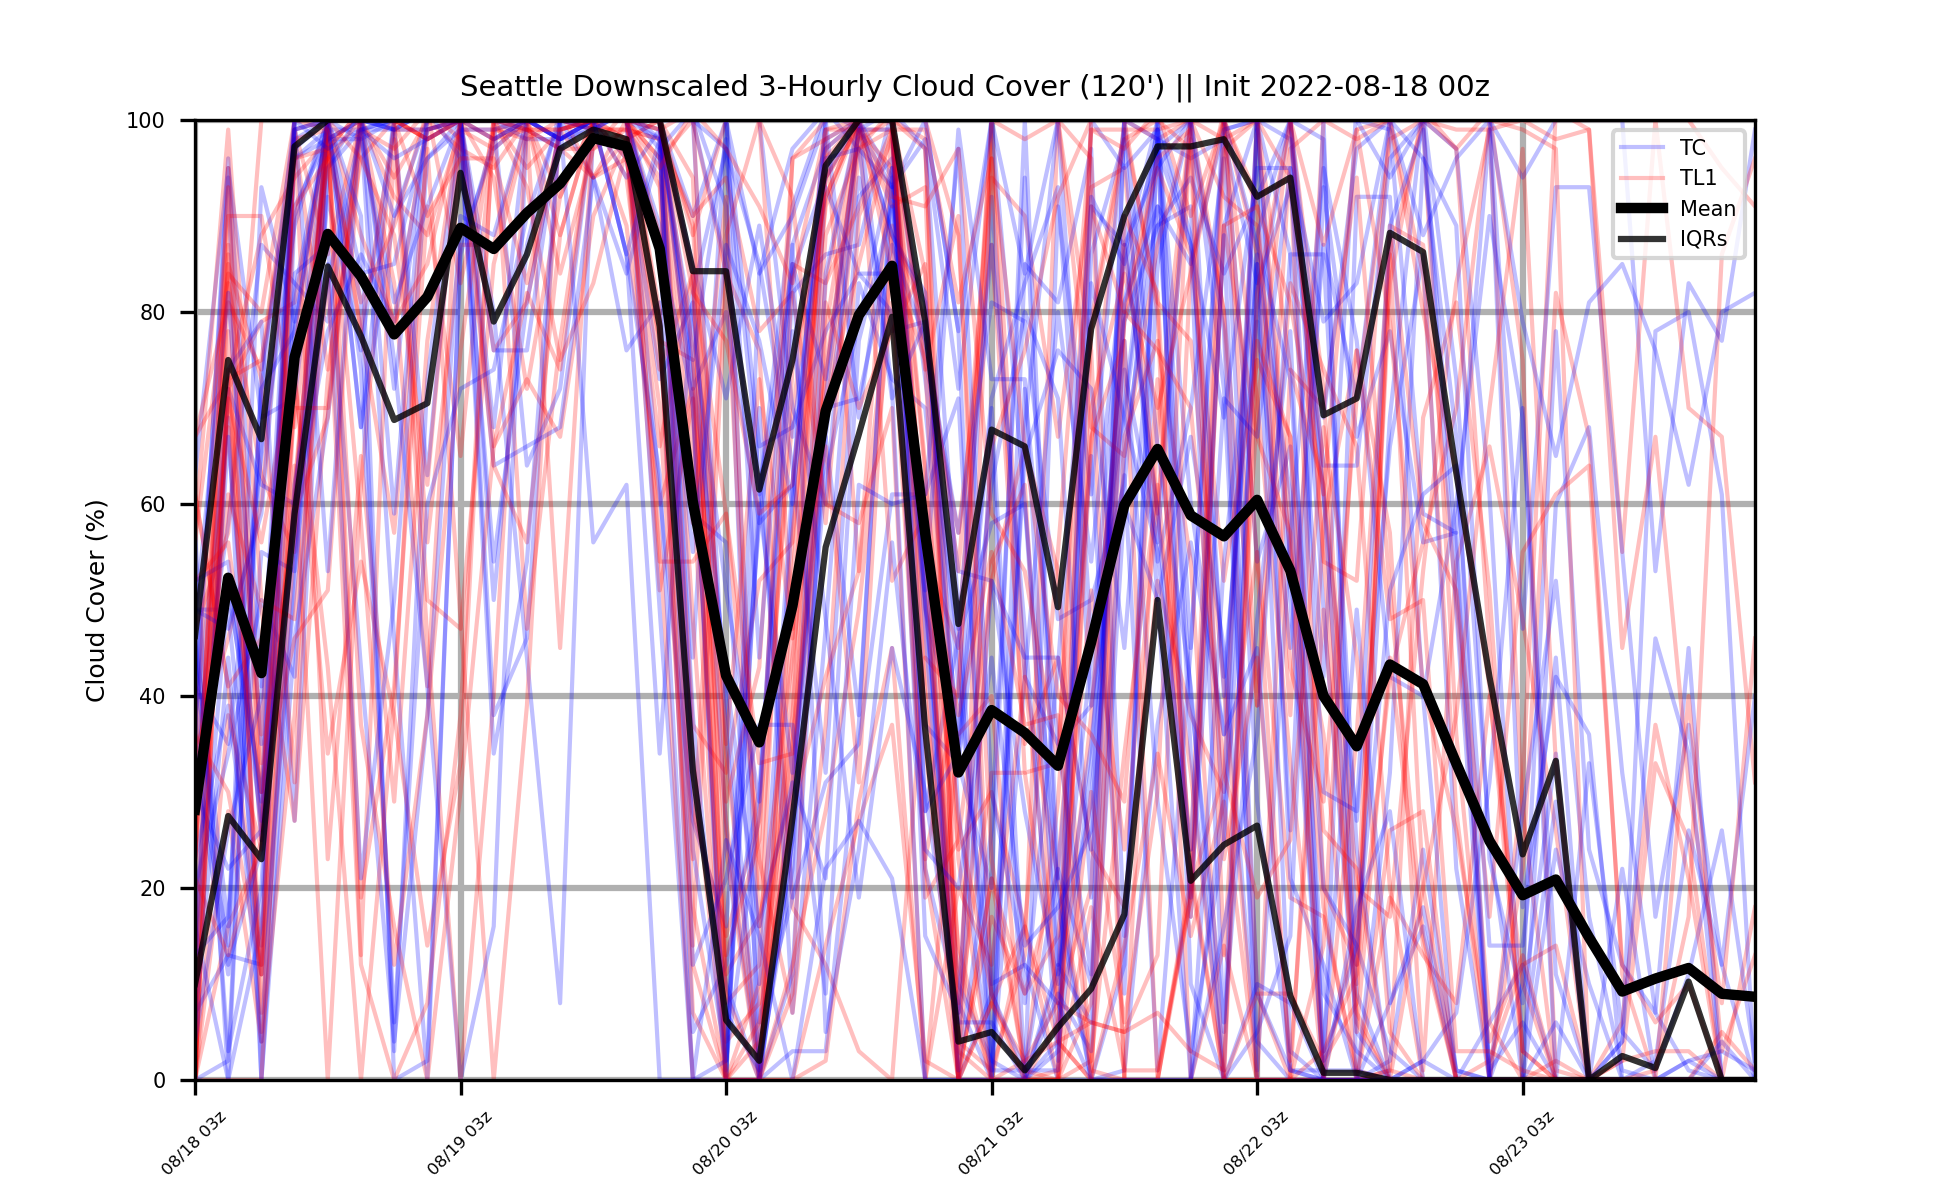 Seattle Downscaled 3-Hourly Cloud Cover (120') || Init 2022-08-18 00z
100
80
60
40
20
0
Cloud Cover (%)
TC
TL1
Mean
IQRs
08/18 03z
08/19 03z
08/20 03z
08/21 03z
08/22 03z
08/23 03z